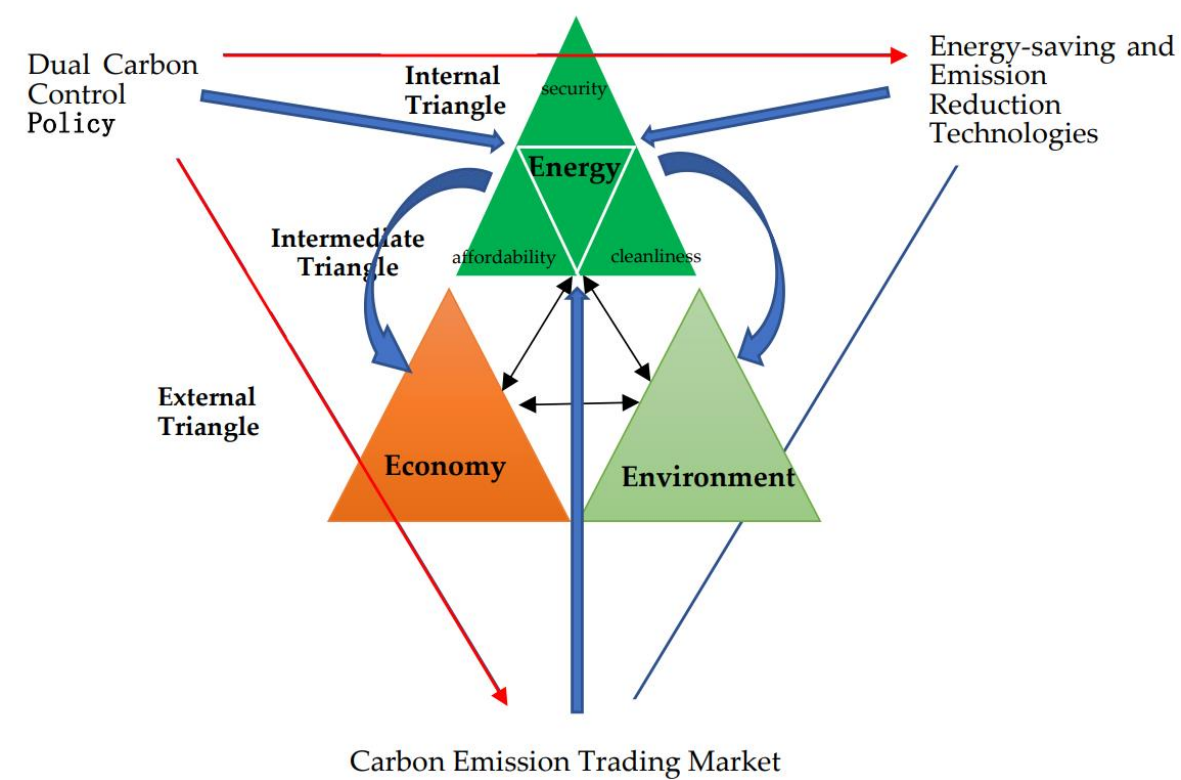 Dual Carbon
Control
Policy
Energy-saving and
Emission
Reduction
Technologies
Internal
Triangle
security
Energy
Intermediate
Triangle
affordability
cleanliness
External
Triangle
Economy
Environment
Carbon Emission Trading Market